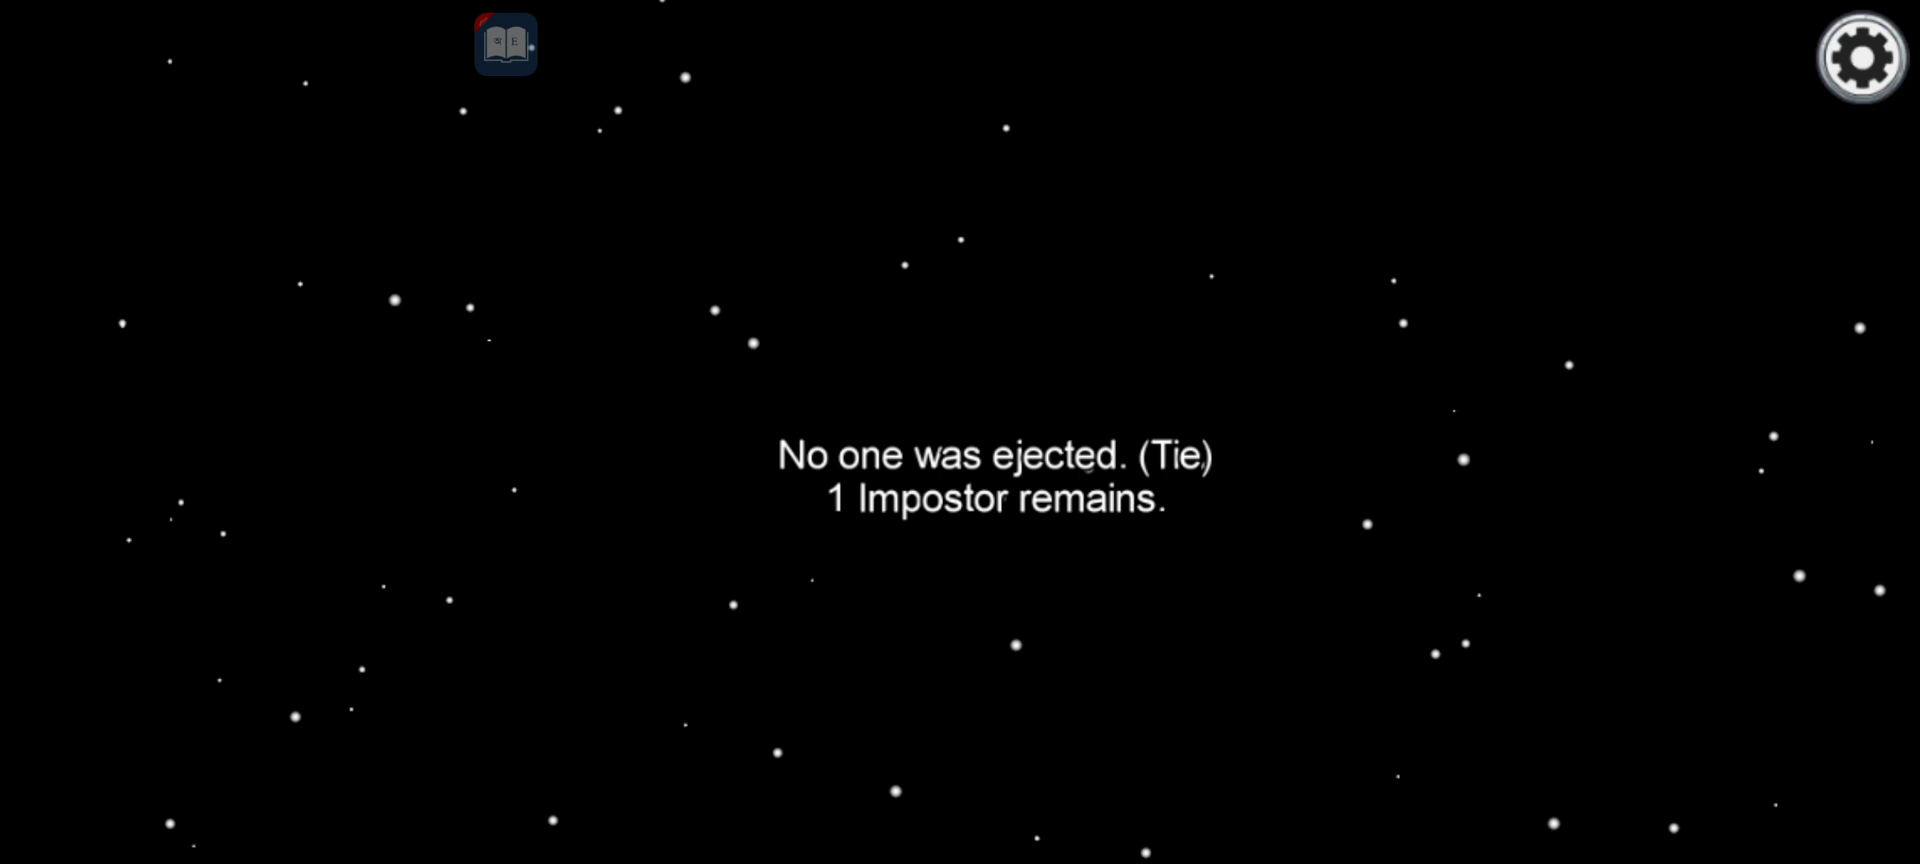 অ E
No one was ejected. (Tie)
1 Impostor remains.